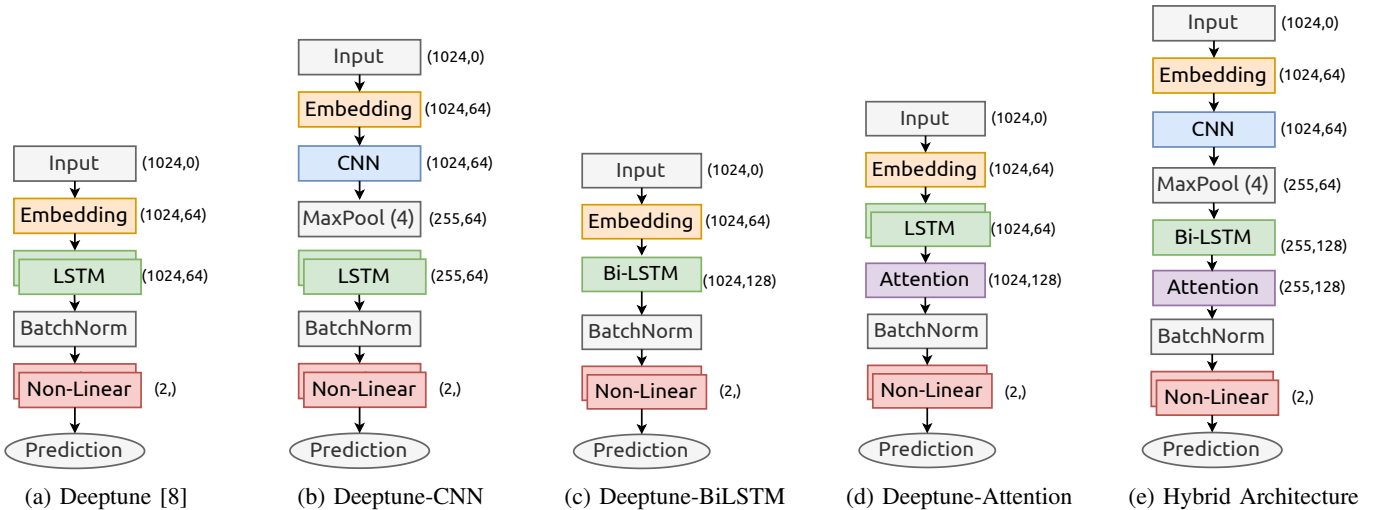 Input (1024,0)
Embedding (1024,64)
LSTM (1024,64)
BatchNorm
Non-Linear (2,)
Prediction
(a) Deeptune [8]
Input (1024,0)
Embedding (1024,64)
CNN (1024,64)
MaxPool (4) (255,64)
LSTM (255,64)
BatchNorm
Non-Linear (2,)
Prediction
(b) Deeptune-CNN
Input (1024,0)
Embedding (1024,64)
Bi-LSTM (1024,128)
BatchNorm
Non-Linear (2,)
Prediction
(c) Deeptune-BiLSTM
Input (1024,0)
Embedding (1024,64)
LSTM (1024,64)
Attention (1024,128)
BatchNorm
Non-Linear (2,)
Prediction
(d) Deeptune-Attention
Input (1024,0)
Embedding (1024,64)
CNN (1024,64)
MaxPool (4) (255,64)
Bi-LSTM (255,128)
Attention (255,128)
BatchNorm
Non-Linear (2,)
Prediction
(e) Hybrid Architecture